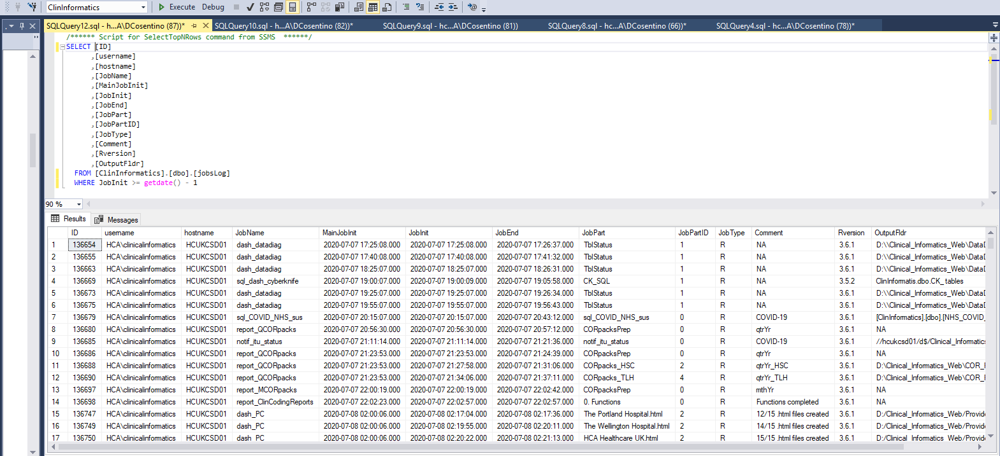 ClinInformatics Execute Debug
SQLQuery12.sql - h...A\DCosentino (87))* SQLQuery10.sql - hc...A\DCosentino (82))* SQLQuery9.sql - hc...A\DCosentino (81)) SQLQuery8.sql - hc...A\DCosentino (66))* SQLQuery4.sql - hc...A\DCosentino (78))*
/****** Script for SelectTopNRows command from SSMS ******/
SELECT [ID]
,[username]
,[hostname]
,[JobName]
,[MainJobInit]
,[JobInit]
,[JobEnd]
,[JobPart]
,[JobPartID]
,[JobType]
,[Comment]
,[Rversion]
,[OutputFldr]
FROM [ClinInformatics].[dbo].[jobsLog]
WHERE JobInit >= getdate() - 1
90 %
Results Messages
ID username hostname JobName MainJobInit JobInit JobEnd JobPart JobPartID JobType Comment Rversion OutputFldr
1 136654 HCA\clinicalinformatics HCUKCSD01 dash_datadiag 2020-07-07 17:25:08.000 2020-07-07 17:25:08.000 2020-07-07 17:26:37.000 TblStatus 1 R NA 3.6.1 D:\\Clinical_Informatics_Web\DataD
2 136655 HCA\clinicalinformatics HCUKCSD01 dash_datadiag 2020-07-07 17:40:08.000 2020-07-07 17:40:08.000 2020-07-07 17:41:32.000 TblStatus 1 R NA 3.6.1 D:\\Clinical_Informatics_Web\DataD
3 136663 HCA\clinicalinformatics HCUKCSD01 dash_datadiag 2020-07-07 18:25:07.000 2020-07-07 18:25:07.000 2020-07-07 18:26:31.000 TblStatus 1 R NA 3.6.1 D:\\Clinical_Informatics_Web\DataD
4 136669 HCA\clinicalinformatics HCUKCSD01 sql_dash_cyberknife 2020-07-07 19:00:07.000 2020-07-07 19:00:09.000 2020-07-07 19:05:58.000 CK_SQL 1 R NA 3.5.2 ClinInformatis.dbo.CK_tables
5 136673 HCA\clinicalinformatics HCUKCSD01 dash_datadiag 2020-07-07 19:25:07.000 2020-07-07 19:25:07.000 2020-07-07 19:26:34.000 TblStatus 1 R NA 3.6.1 D:\\Clinical_Informatics_Web\DataD
6 136675 HCA\clinicalinformatics HCUKCSD01 dash_datadiag 2020-07-07 19:55:07.000 2020-07-07 19:55:07.000 2020-07-07 19:56:43.000 TblStatus 1 R NA 3.6.1 D:\\Clinical_Informatics_Web\DataD
7 136679 HCA\clinicalinformatics HCUKCSD01 sql_COVID_NHS_sus 2020-07-07 20:15:07.000 2020-07-07 20:15:07.000 2020-07-07 20:43:12.000 sql_COVID_NHS_sus 0 R COVID-19 3.6.1 [ClinInformatics].[dbo].[NHS_COVID_
8 136680 HCA\clinicalinformatics HCUKCSD01 report_QCORpacks 2020-07-07 20:56:30.000 2020-07-07 20:56:30.000 2020-07-07 20:57:12.000 CORpacksPrep 0 R qtrYr 3.6.1 NA
9 136685 HCA\clinicalinformatics HCUKCSD01 notif_itu_status 2020-07-07 21:11:14.000 2020-07-07 21:11:14.000 2020-07-07 21:21:36.000 notif_itu_status 0 R COVID-19 3.6.1 //hcukcsd01/d$/Clinical_Informatics
10 136686 HCA\clinicalinformatics HCUKCSD01 report_QCORpacks 2020-07-07 21:23:53.000 2020-07-07 21:23:53.000 2020-07-07 21:24:39.000 CORpacksPrep 0 R qtrYr 3.6.1 NA
11 136688 HCA\clinicalinformatics HCUKCSD01 report_QCORpacks 2020-07-07 21:23:53.000 2020-07-07 21:27:58.000 2020-07-07 21:31:06.000 CORpacks_HSC 2 R qtrYr_HSC 3.6.1 D:\Clinical_Informatics_Web\COR_F
12 136690 HCA\clinicalinformatics HCUKCSD01 report_QCORpacks 2020-07-07 21:23:53.000 2020-07-07 21:34:06.000 2020-07-07 21:37:11.000 CORpacks_TLH 4 R qtrYr_TLH 3.6.1 D:\Clinical_Informatics_Web\COR_F
13 136697 HCA\clinicalinformatics HCUKCSD01 report_MCORpacks 2020-07-07 22:00:19.000 2020-07-07 22:00:19.000 2020-07-07 22:02:42.000 CORpacksPrep 0 R mthYr 3.6.1 NA
14 136698 HCA\clinicalinformatics HCUKCSD01 report_ClinCodingReports 2020-07-07 22:02:23.000 2020-07-07 22:02:57.000 2020-07-07 22:02:57.000 0. Functions 0 R Functions completed 3.6.1 NA
15 136747 HCA\clinicalinformatics HCUKCSD01 dash_PC 2020-07-08 02:00:06.000 2020-07-08 02:17:04.000 2020-07-08 02:17:36.000 The Portland Hospital.html 2 R 12/15 .html files created 3.6.1 D:/Clinical_Informatics_Web/Provide
16 136749 HCA\clinicalinformatics HCUKCSD01 dash_PC 2020-07-08 02:00:06.000 2020-07-08 02:19:55.000 2020-07-08 02:20:11.000 The Wellington Hospital.html 2 R 14/15 .html files created 3.6.1 D:/Clinical_Informatics_Web/Provide
17 136750 HCA\clinicalinformatics HCUKCSD01 dash_PC 2020-07-08 02:00:06.000 2020-07-08 02:20:22.000 2020-07-08 02:21:13.000 HCA Healthcare UK.html 2 R 15/15 .html files created 3.6.1 D:/Clinical_Informatics_Web/Provide